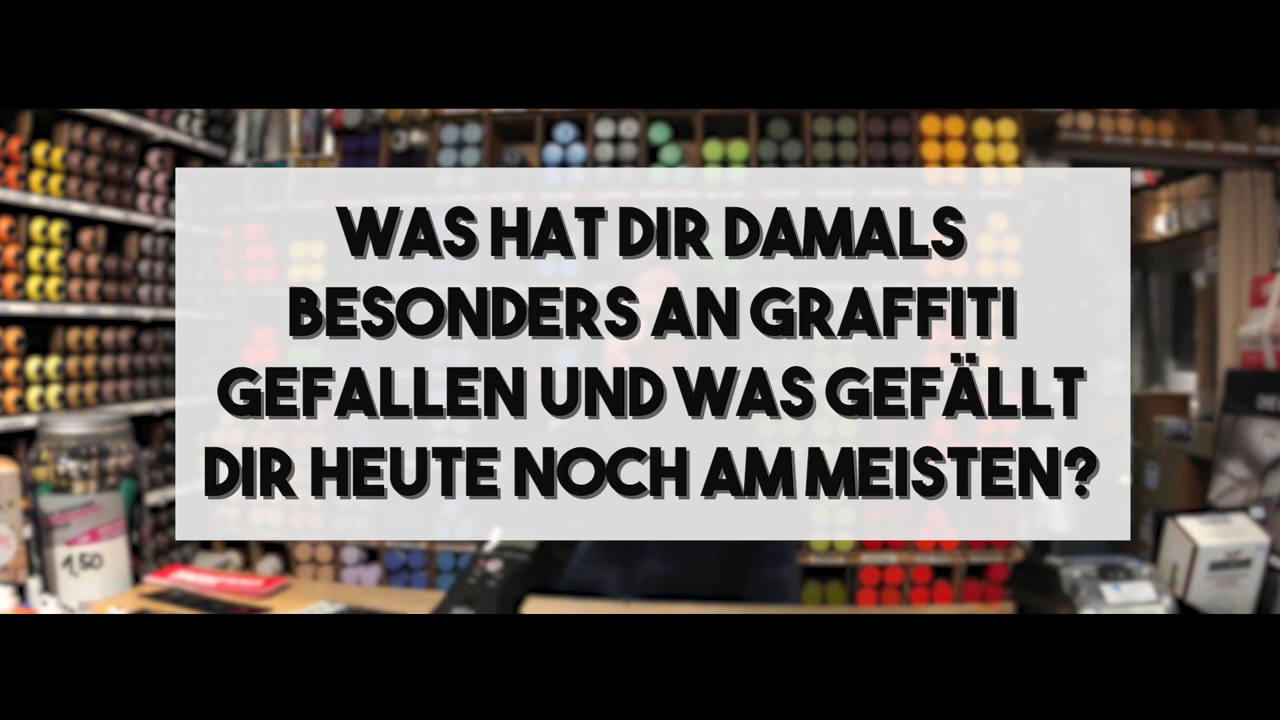 WAS HAT DIR DAMALS
BESONDERS AN GRAFFITI
GEFALLEN UND WAS GEFÄLLT
DIR HEUTE NOCH AM MEISTEN?
1,50